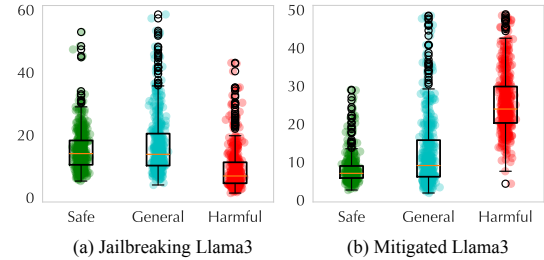 60
40
20
0
Safe
General
Harmful
(a) Jailbreaking Llama3
50
40
30
20
10
0
Safe
General
Harmful
(b) Mitigated Llama3